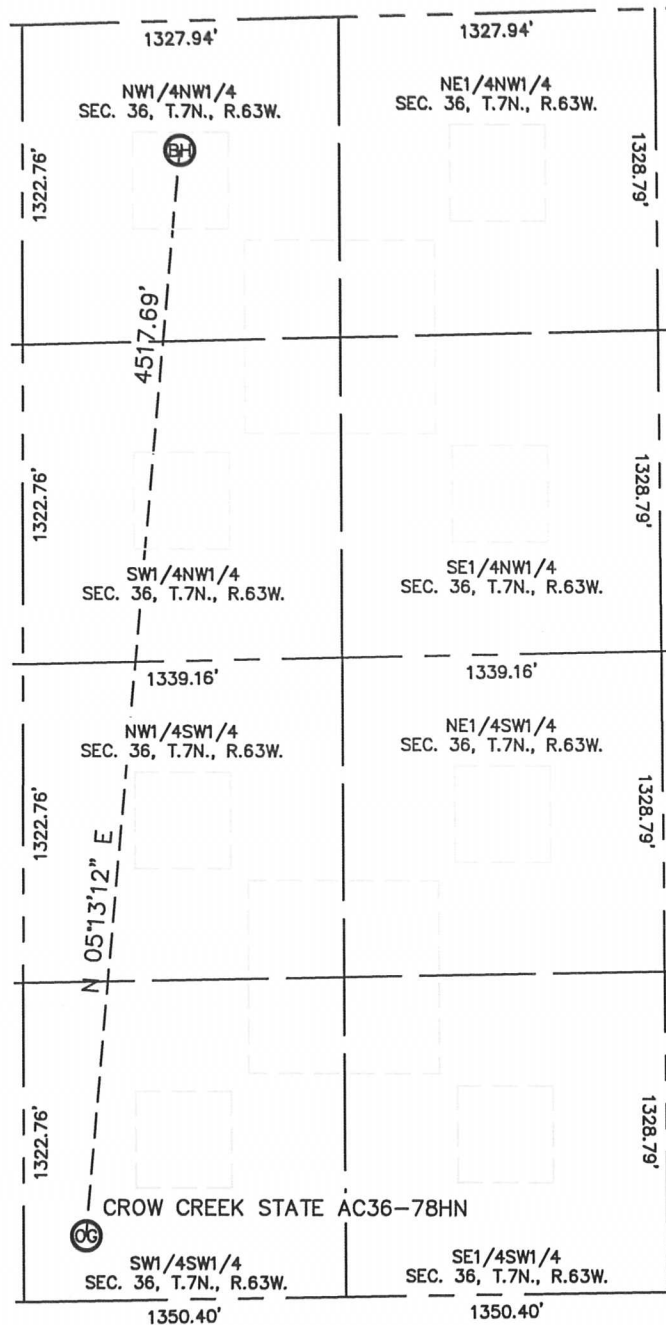 1327.94'
1327.94'
NW1/4NW1/4
SEC. 36, T.7N., R.63W.
NE1/4NW1/4
SEC. 36, T.7N., R.63W.
BH
1322.76'
1328.79'
4517.69'
1322.76'
1328.79'
SW1/4NW1/4
SEC. 36, T.7N., R.63W.
SE1/4NW1/4
SEC. 36, T.7N., R.63W.
1339.16'
1339.16'
NW1/4SW1/4
SEC. 36, T.7N., R.63W.
NE1/4SW1/4
SEC. 36, T.7N., R.63W.
1322.76'
1328.79'
N 05°13'12" E
1322.76'
1328.79'
CROW CREEK STATE AC36-78HN
OG
SW1/4SW1/4
SEC. 36, T.7N., R.63W.
SE1/4SW1/4
SEC. 36, T.7N., R.63W.
1350.40'
1350.40'